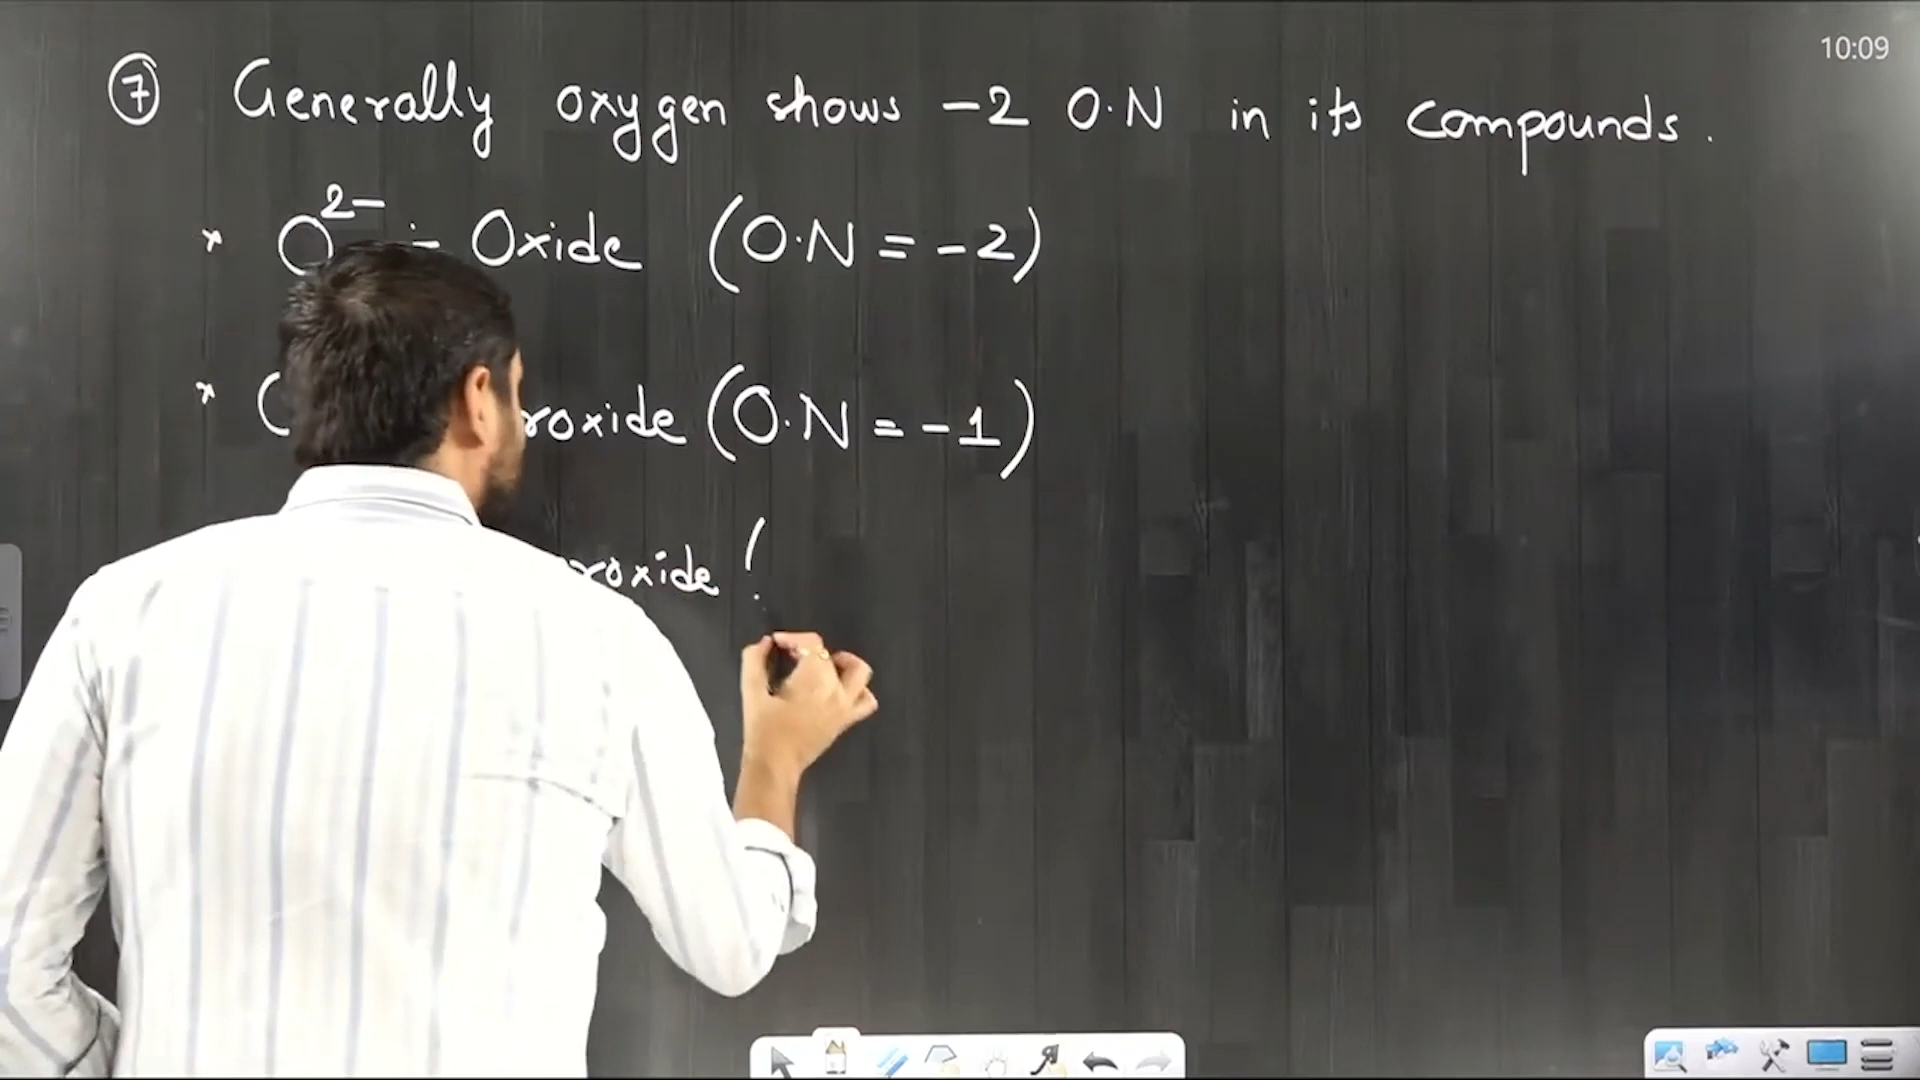 10:09
⑦ Generally oxygen shows -2 O.N in its compounds.
* O²⁻ :- Oxide (O.N = -2)
* roxide (O.N = -1)
roxide (